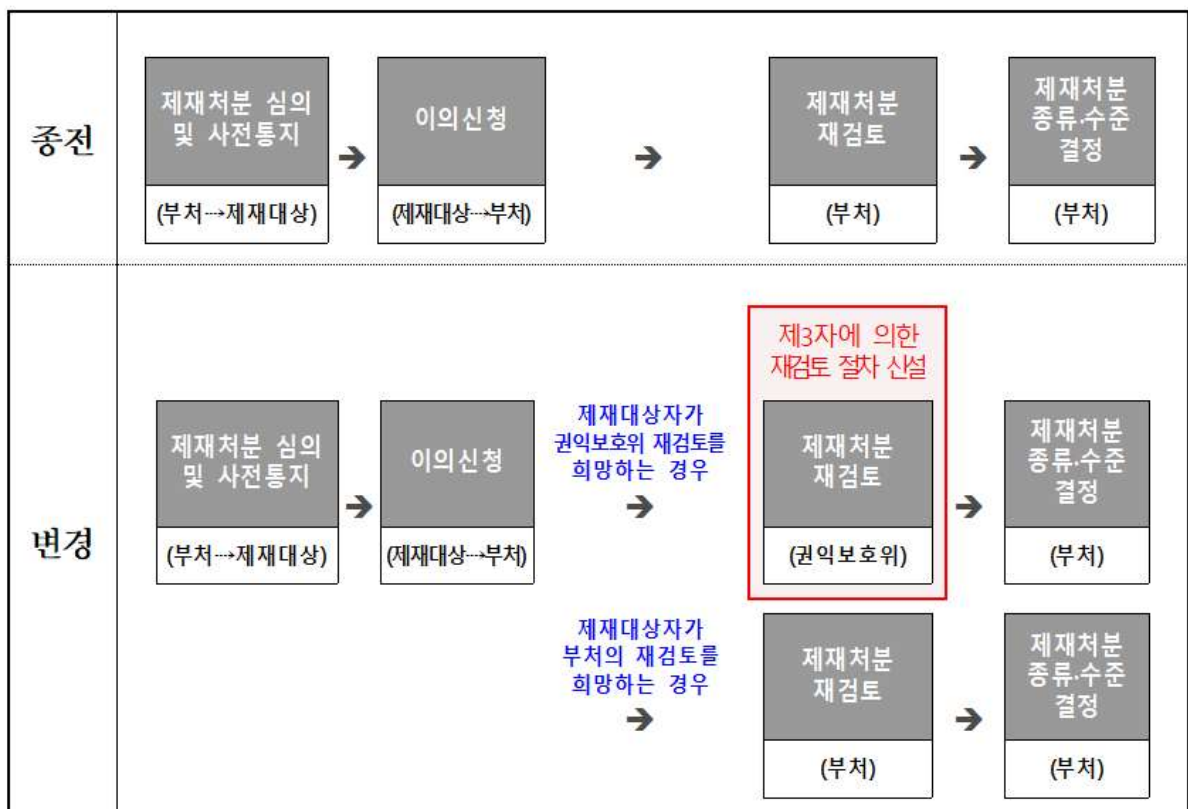 종전
제재처분 심의
및 사전통지
(부처→제재대상)
➔
이의신청
(제재대상→부처)
➔
제재처분
재검토
(부처)
➔
제재처분
종류·수준
결정
(부처)
변경
제재처분 심의
및 사전통지
(부처→제재대상)
➔
이의신청
(제재대상→부처)
제재대상자가
권익보호위 재검토를
희망하는 경우
➔
제3자에 의한
재검토 절차 신설
제재처분
재검토
(권익보호위)
➔
제재처분
종류·수준
결정
(부처)
제재대상자가
부처의 재검토를
희망하는 경우
➔
제재처분
재검토
(부처)
➔
제재처분
종류·수준
결정
(부처)